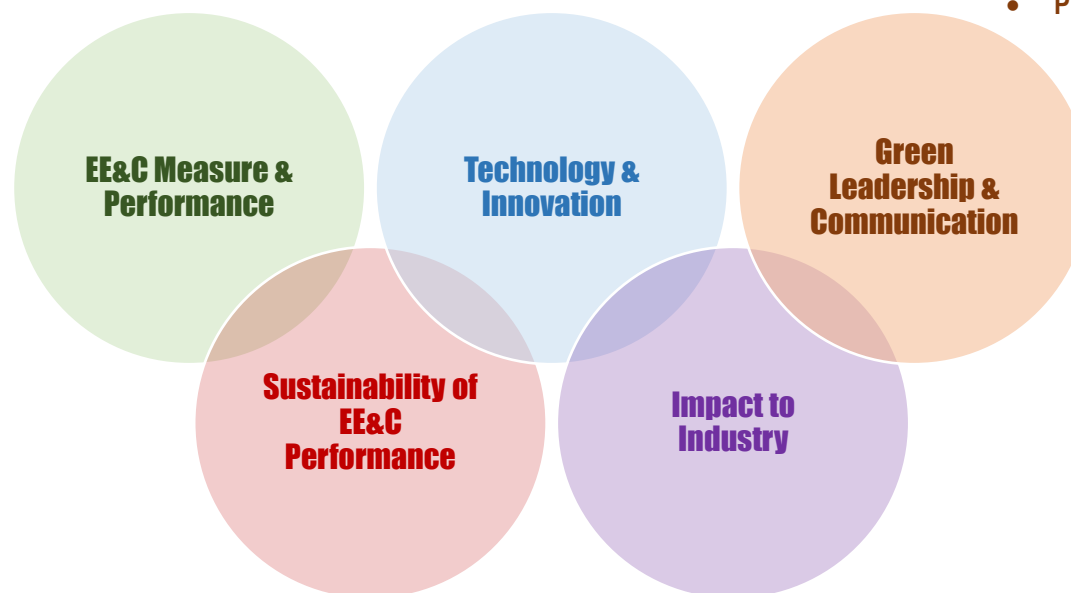 • P
EE&C Measure &
Performance
Technology &
Innovation
Green
Leadership &
Communication
Sustainability of
EE&C
Performance
Impact to
Industry